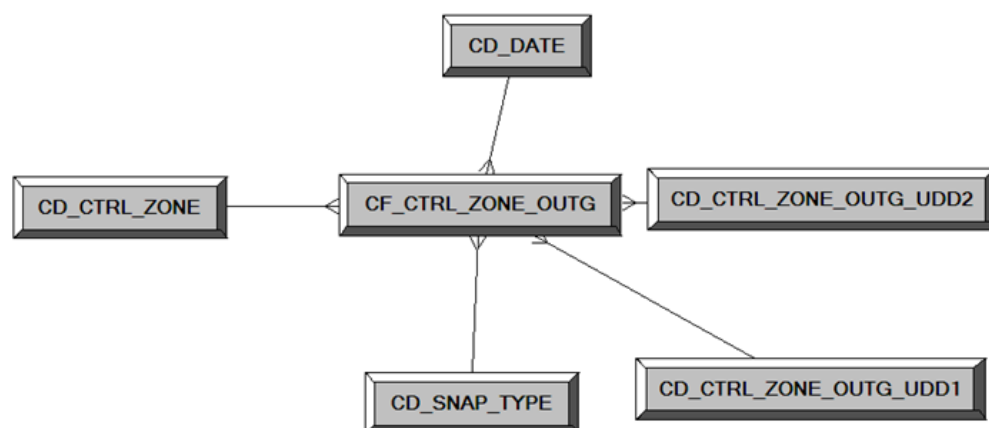 CD_DATE
CD_CTRL_ZONE
CF_CTRL_ZONE_OUTG
CD_CTRL_ZONE_OUTG_UDD2
CD_SNAP_TYPE
CD_CTRL_ZONE_OUTG_UDD1